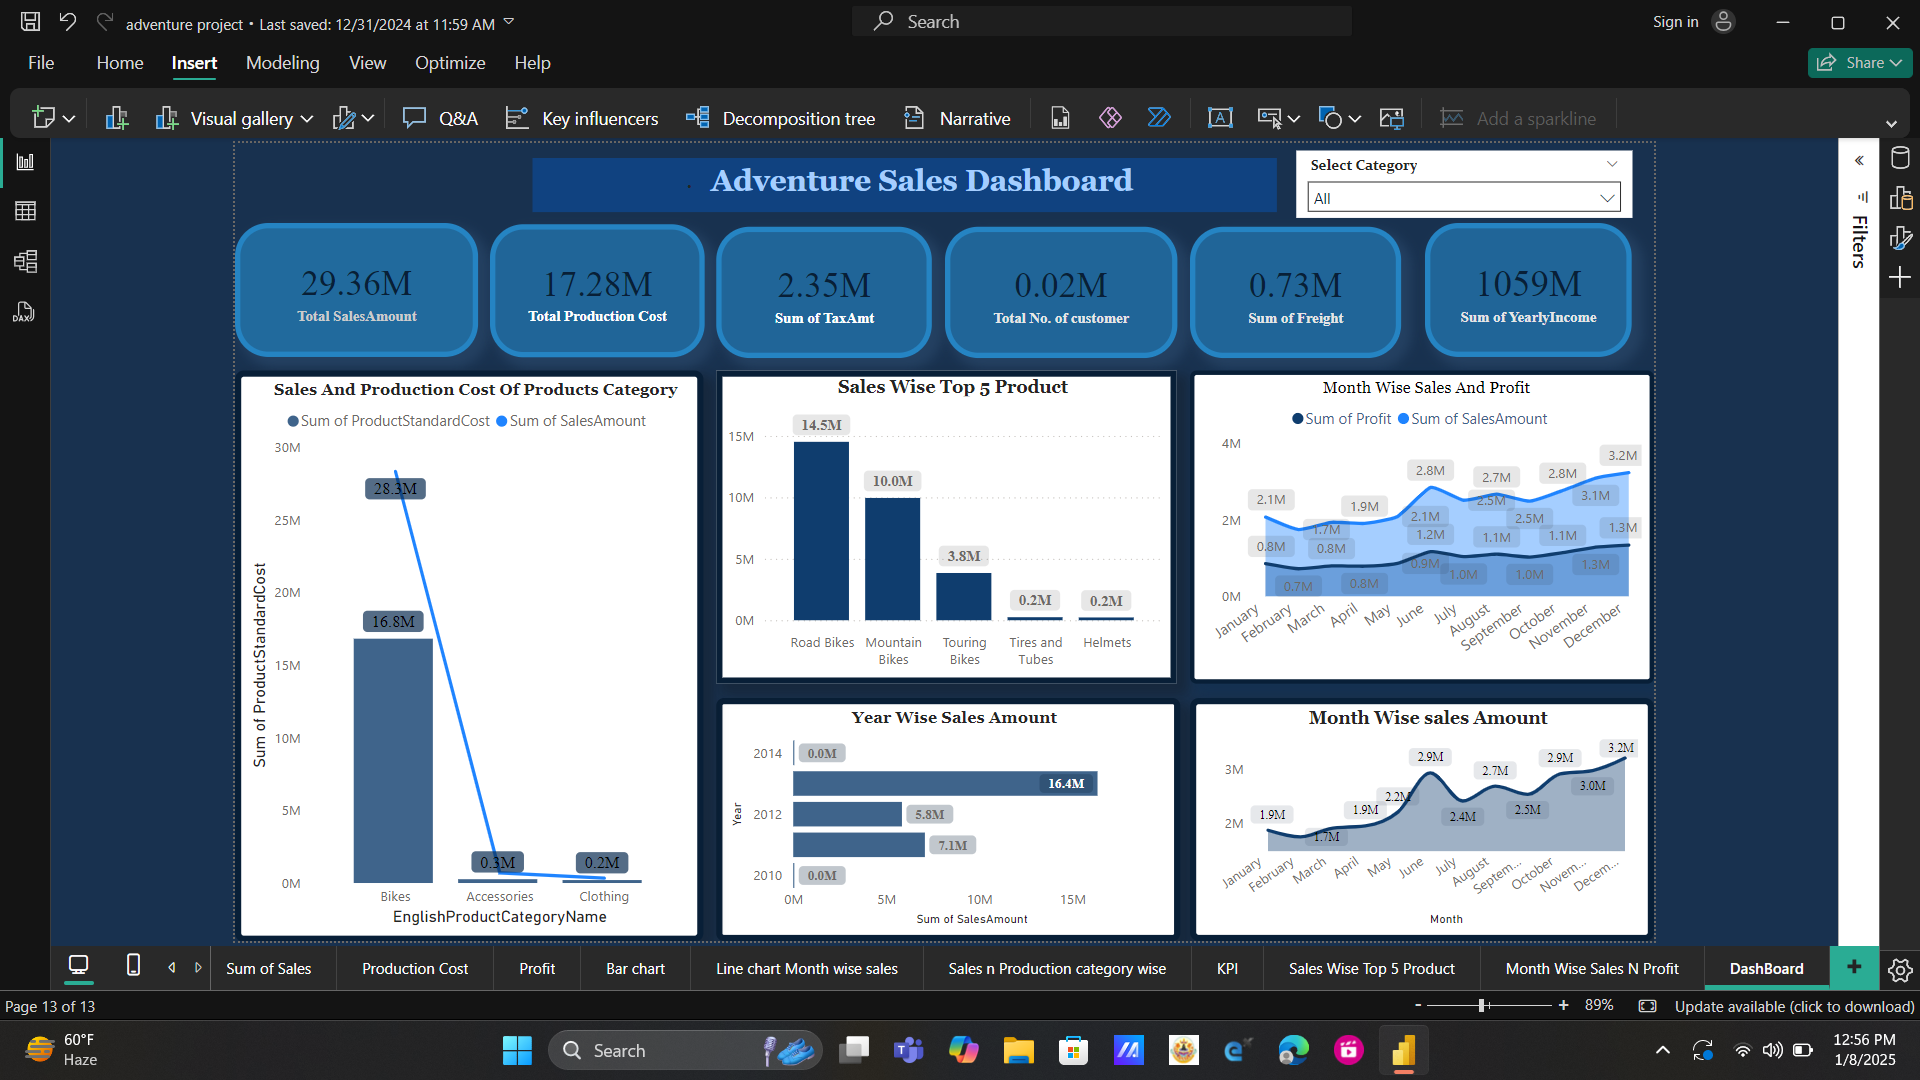 adventure project • Last saved: 12/31/2024 at 11:59 AM
Search
Sign in
File
Home
Insert
Modeling
View
Optimize
Help
Share
Visual gallery
Q&A
Key influencers
Decomposition tree
Narrative
Add a sparkline
DAX
Adventure Sales Dashboard
Select Category
All
Filters
29.36M
Total SalesAmount
17.28M
Total Production Cost
2.35M
Sum of TaxAmt
0.02M
Total No. of customer
0.73M
Sum of Freight
1059M
Sum of YearlyIncome
Sales And Production Cost Of Products Category
Sum of ProductStandardCost
Sum of SalesAmount
30M
25M
20M
15M
10M
5M
0M
Sum of ProductStandardCost
28.3M
16.8M
0.3M
0.2M
Bikes
Accessories
Clothing
EnglishProductCategoryName
Sales Wise Top 5 Product
15M
10M
5M
0M
14.5M
10.0M
3.8M
0.2M
0.2M
Road Bikes
Mountain Bikes
Touring Bikes
Tires and Tubes
Helmets
Month Wise Sales And Profit
Sum of Profit
Sum of SalesAmount
4M
2M
0M
2.1M
1.7M
1.9M
2.1M
2.8M
2.5M
2.7M
2.5M
2.8M
3.1M
3.2M
0.8M
0.7M
0.8M
0.8M
0.9M
1.2M
1.0M
1.1M
1.0M
1.1M
1.3M
1.3M
January
February
March
April
May
June
July
August
September
October
November
December
Year Wise Sales Amount
Year
2014
2012
2010
0.0M
16.4M
5.8M
7.1M
0.0M
0M
5M
10M
15M
Sum of SalesAmount
Month Wise sales Amount
3M
2M
1.9M
1.7M
1.9M
2.2M
2.9M
2.4M
2.7M
2.5M
2.9M
3.0M
3.2M
January
February
March
April
May
June
July
August
Septem...
October
Novem...
Decem...
Month
Sum of Sales
Production Cost
Profit
Bar chart
Line chart Month wise sales
Sales n Production category wise
KPI
Sales Wise Top 5 Product
Month Wise Sales N Profit
DashBoard
+
Page 13 of 13
- + 89%
Update available (click to download)
60°F
Haze
Search
12:56 PM
1/8/2025